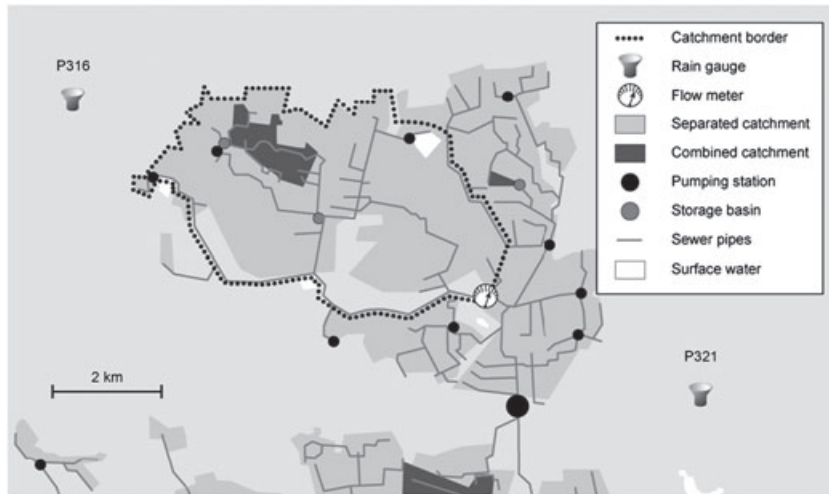 P316
Catchment border
Rain gauge
Flow meter
Separated catchment
Combined catchment
Pumping station
Storage basin
Sewer pipes
Surface water
P321
2 km